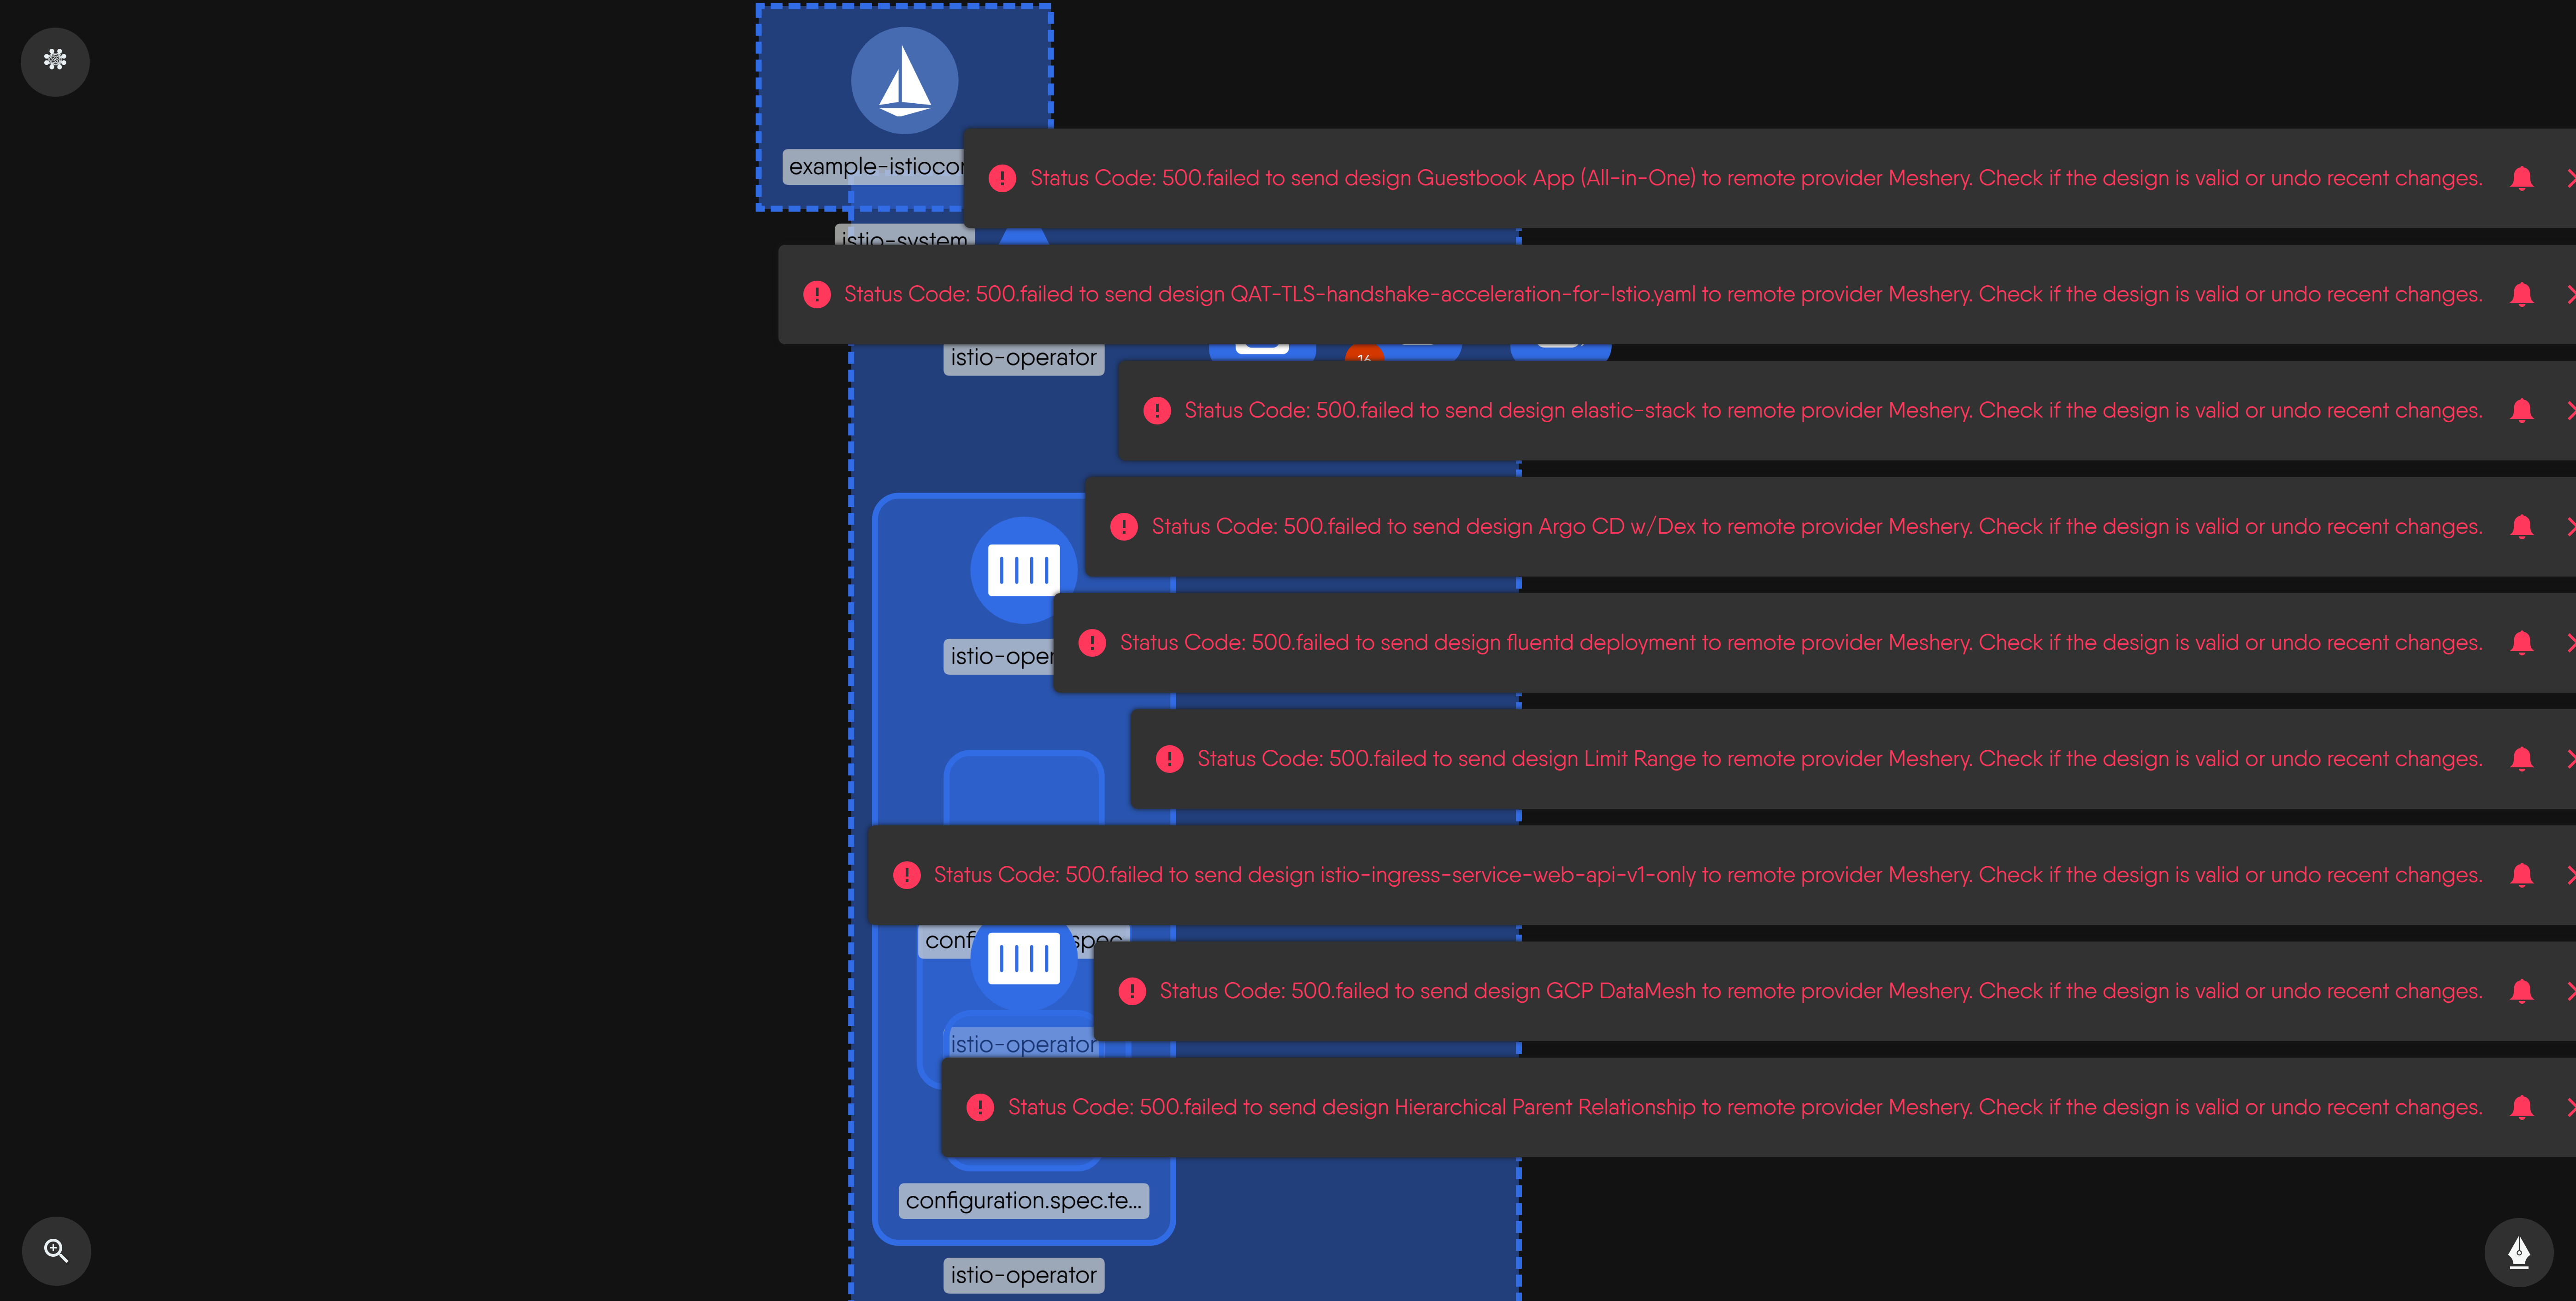 example-istiocon
Status Code: 500.failed to send design Guestbook App (All-in-One) to remote provider Meshery. Check if the design is valid or undo recent changes.
istio-system
Status Code: 500.failed to send design QAT-TLS-handshake-acceleration-for-Istio.yaml to remote provider Meshery. Check if the design is valid or undo recent changes.
istio-operator
16
Status Code: 500.failed to send design elastic-stack to remote provider Meshery. Check if the design is valid or undo recent changes.
Status Code: 500.failed to send design Argo CD w/Dex to remote provider Meshery. Check if the design is valid or undo recent changes.
Status Code: 500.failed to send design fluentd deployment to remote provider Meshery. Check if the design is valid or undo recent changes.
istio-oper
Status Code: 500.failed to send design Limit Range to remote provider Meshery. Check if the design is valid or undo recent changes.
Status Code: 500.failed to send design istio-ingress-service-web-api-v1-only to remote provider Meshery. Check if the design is valid or undo recent changes.
conf spec
Status Code: 500.failed to send design GCP DataMesh to remote provider Meshery. Check if the design is valid or undo recent changes.
istio-operator
Status Code: 500.failed to send design Hierarchical Parent Relationship to remote provider Meshery. Check if the design is valid or undo recent changes.
configuration.spec.te...
istio-operator